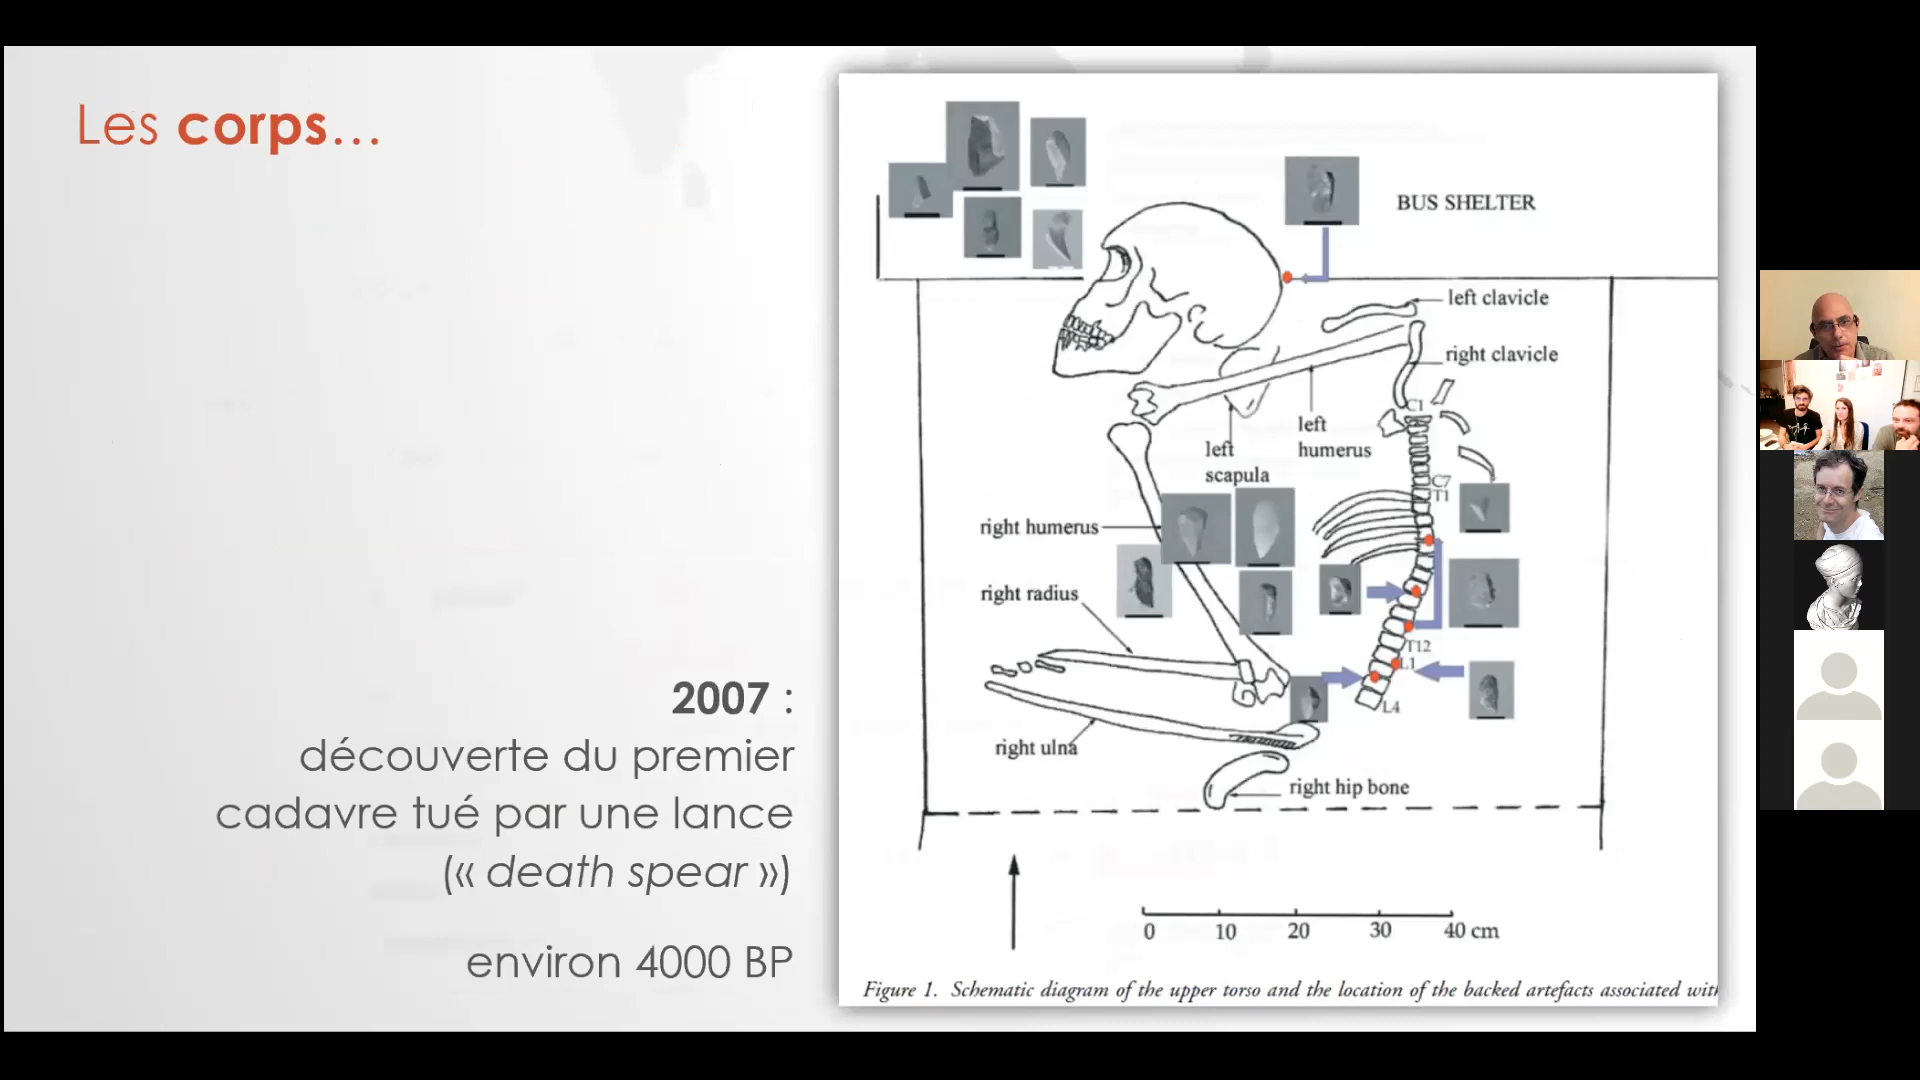 Les corps...
2007 :
découverte du premier
cadavre tué par une lance
(« death spear »)
environ 4000 BP
BUS SHELTER
left clavicle
right clavicle
C1
left
humerus
left
scapula
C7
T1
right humerus
right radius
T12
L1
L4
right ulna
right hip bone
0 10 20 30 40 cm
Figure 1. Schematic diagram of the upper torso and the location of the backed artefacts associated with